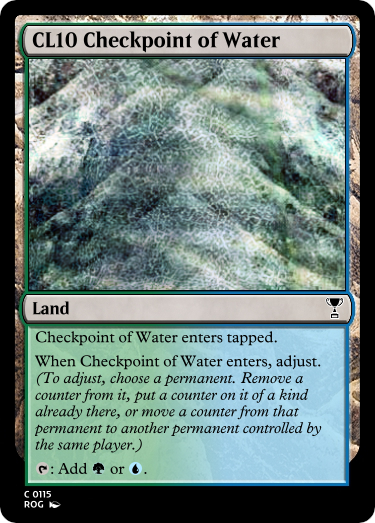 CL10 Checkpoint of Water
Land
Checkpoint of Water enters tapped.
When Checkpoint of Water enters, adjust.
(To adjust, choose a permanent. Remove a
counter from it, put a counter on it of a kind
already there, or move a counter from that
permanent to another permanent controlled by
the same player.)
: Add or .
C 0115
ROG